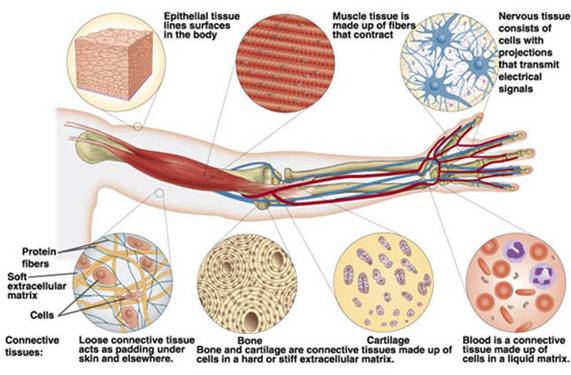 Epithelial tissue
lines surfaces
in the body
Muscle tissue is
made up of fibers
that contract
Nervous tissue
consists of
cells with
projections
that transmit
electrical
signals
Protein
fibers
Soft
extracellular
matrix
Cells
Connective
tissues:
Loose connective tissue
acts as padding under
skin and elsewhere.
Bone
Cartilage
Bone and cartilage are connective tissues made up of
cells in a hard or stiff extracellular matrix.
Blood is a connective
tissue made up of
cells in a liquid matrix.